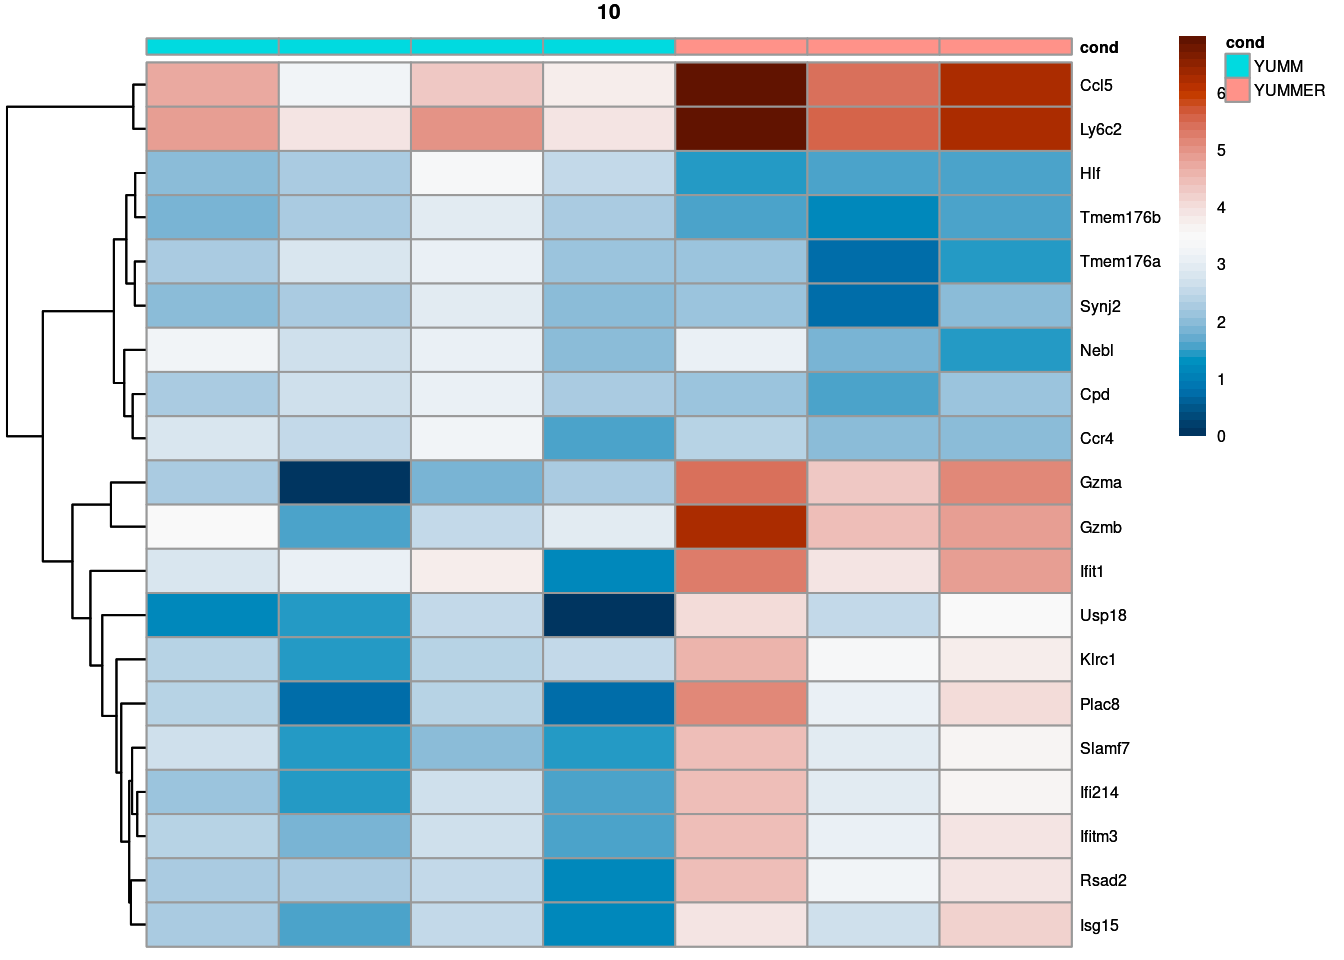 10
cond
Ccl5
Ly6c2
Hlf
Tmem176b
Tmem176a
Synj2
Nebl
Cpd
Ccr4
Gzma
Gzmb
Ifit1
Usp18
Klrc1
Plac8
Slamf7
Ifi214
Ifitm3
Rsad2
Isg15
6
5
4
3
2
1
0
cond
YUMM
YUMMER